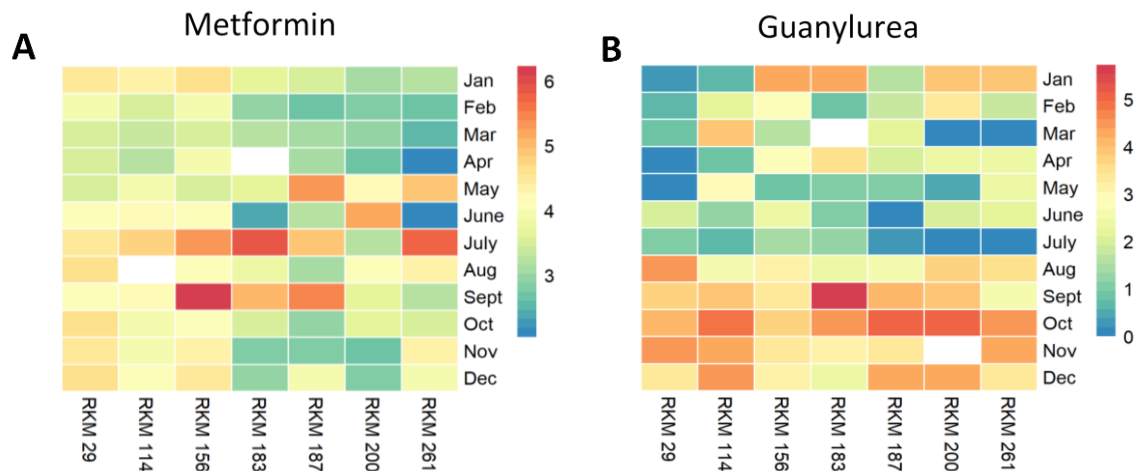 Metformin
Guanylurea
A
B
Jan
Feb
Mar
Apr
May
June
July
Aug
Sept
Oct
Nov
Dec
6
5
4
3
RKM 29
RKM 114
RKM 156
RKM 183
RKM 187
RKM 200
RKM 261
Jan
Feb
Mar
Apr
May
June
July
Aug
Sept
Oct
Nov
Dec
5
4
3
2
1
0
RKM 29
RKM 114
RKM 156
RKM 183
RKM 187
RKM 200
RKM 261